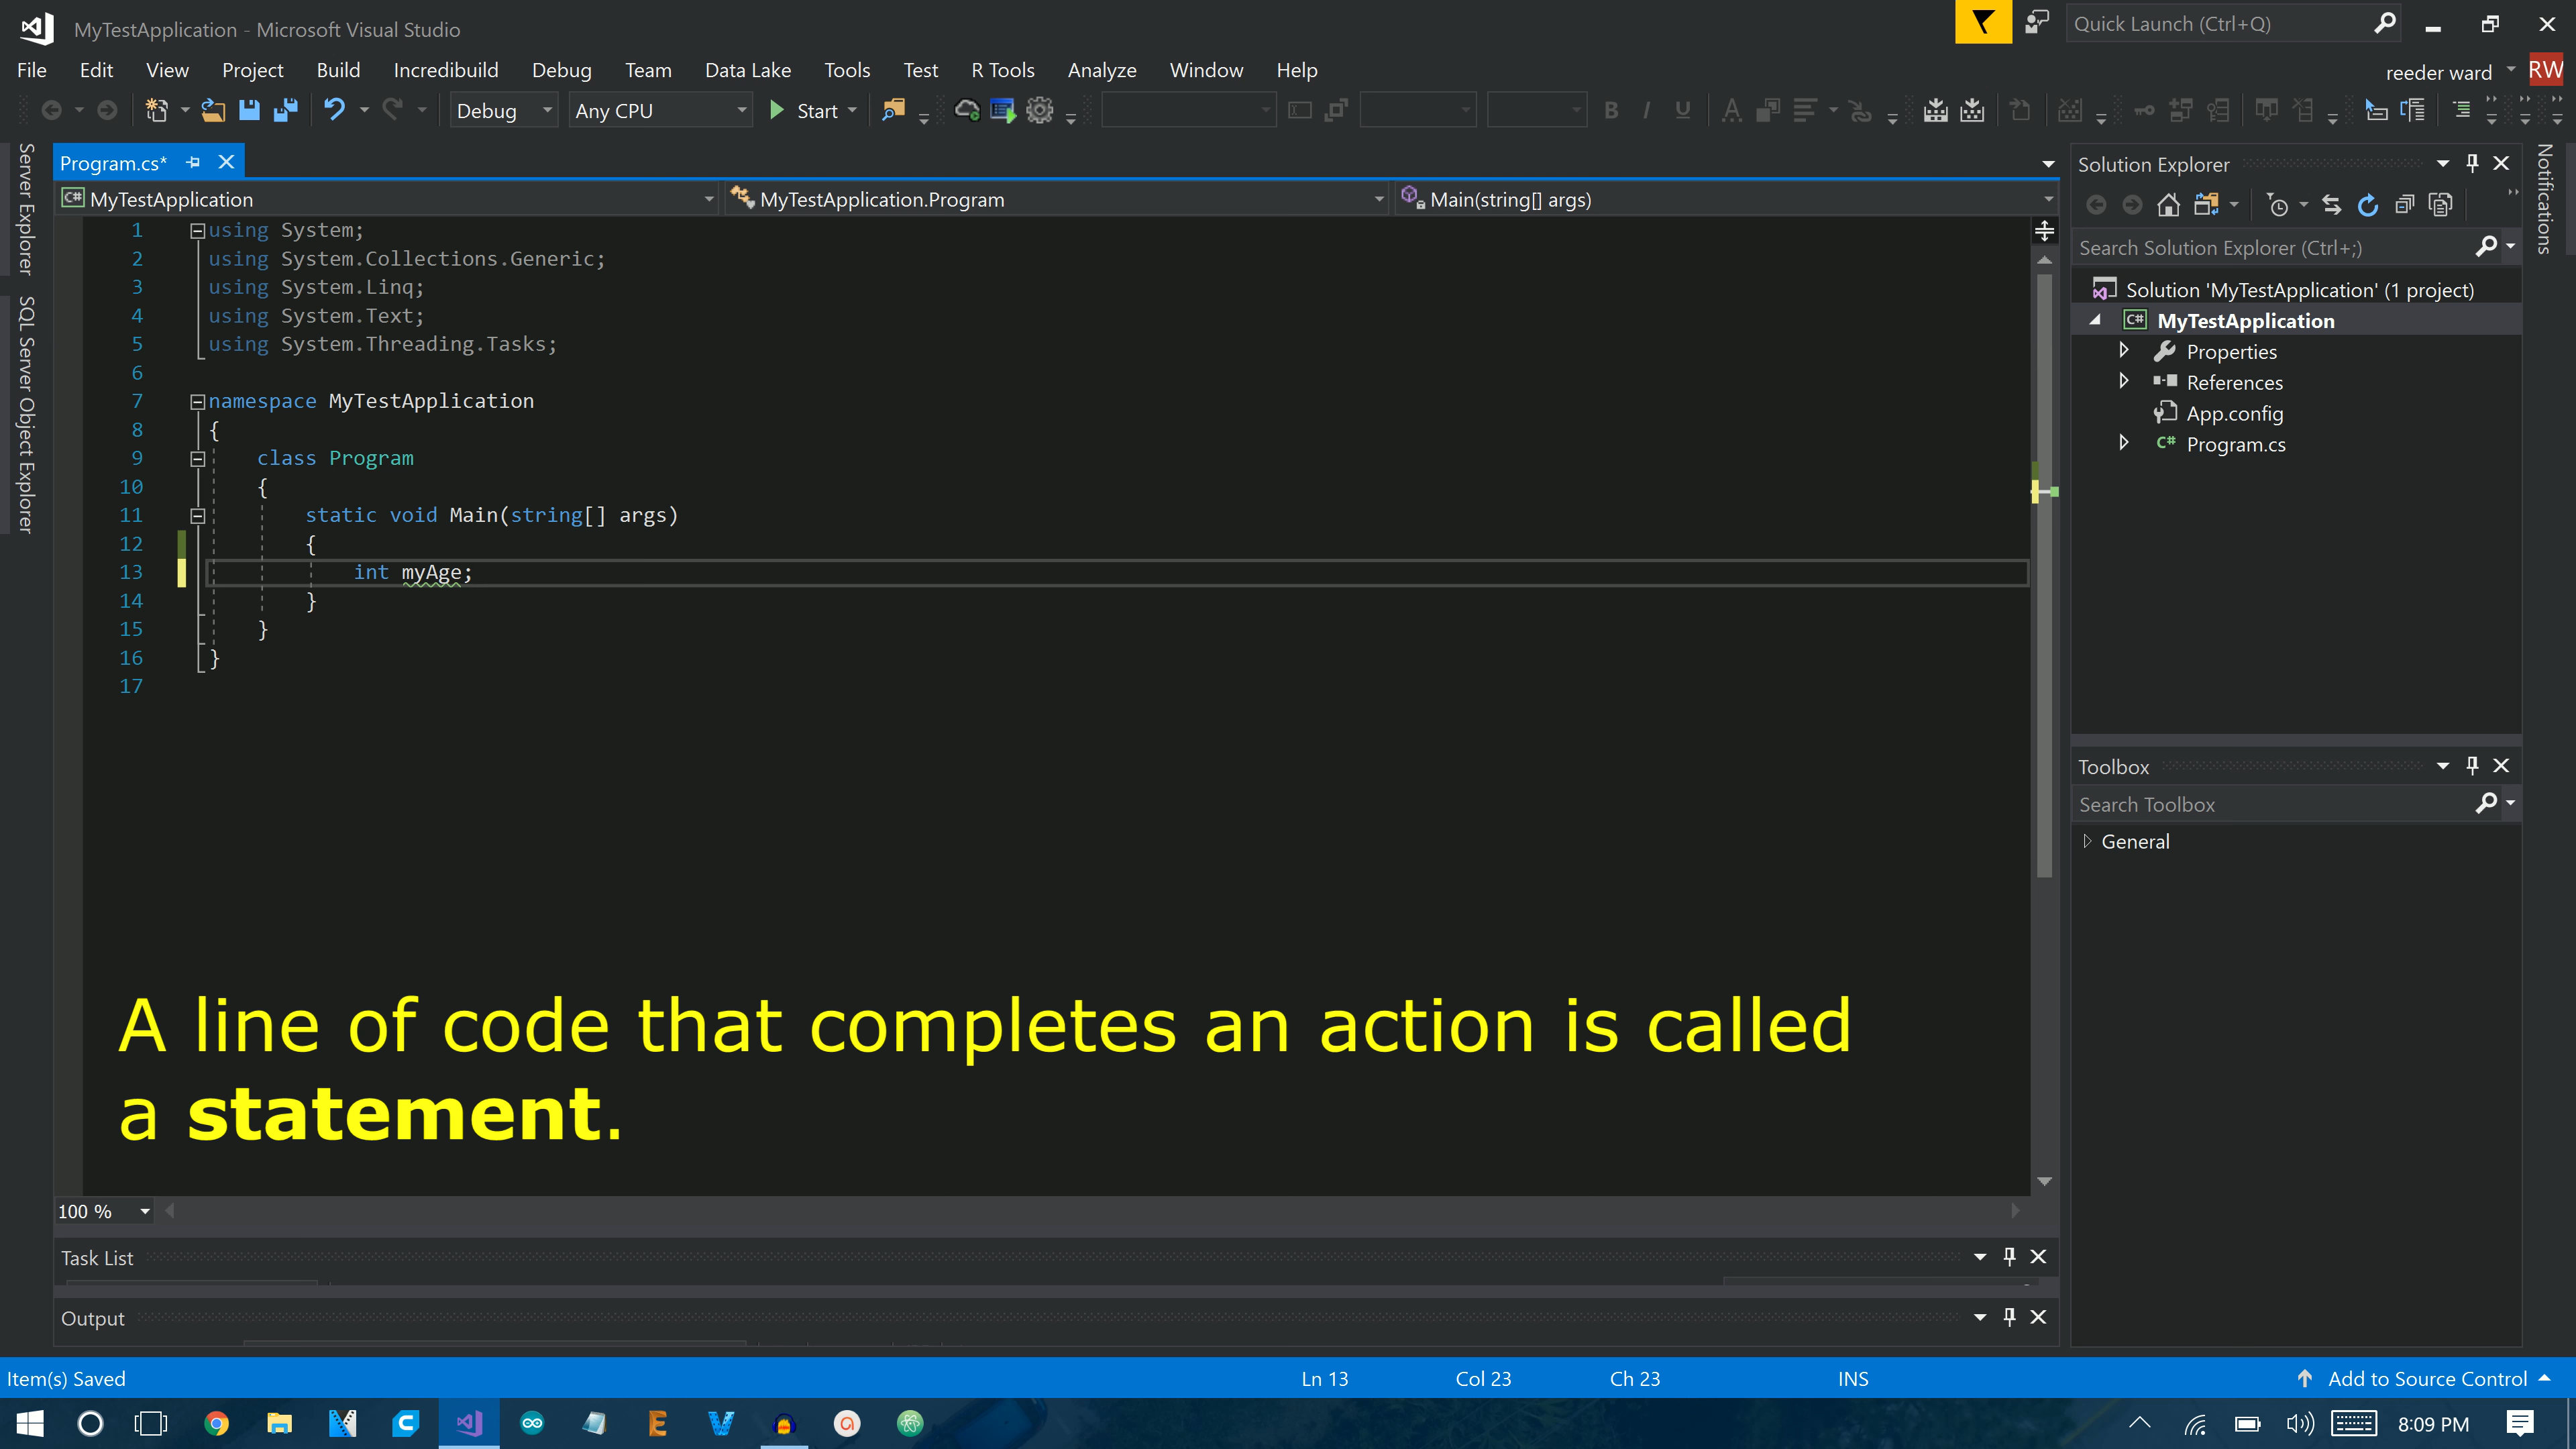 MyTestApplication - Microsoft Visual Studio
Quick Launch (Ctrl+Q)
File Edit View Project Build Incredibuild Debug Team Data Lake Tools Test R Tools Analyze Window Help
reeder ward RW
Debug Any CPU Start
Server Explorer
SQL Server Object Explorer
Program.cs*
MyTestApplication MyTestApplication.Program Main(string[] args)
1 using System;
2 using System.Collections.Generic;
3 using System.Linq;
4 using System.Text;
5 using System.Threading.Tasks;
6
7 namespace MyTestApplication
8 {
9 class Program
10 {
11 static void Main(string[] args)
12 {
13 int myAge;
14 }
15 }
16 }
17
A line of code that completes an action is called
a statement.
100 %
Task List
Output
Solution Explorer
Search Solution Explorer (Ctrl+;)
Solution 'MyTestApplication' (1 project)
C# MyTestApplication
Properties
References
App.config
C# Program.cs
Toolbox
Search Toolbox
General
Notifications
Item(s) Saved Ln 13 Col 23 Ch 23 INS Add to Source Control
8:09 PM